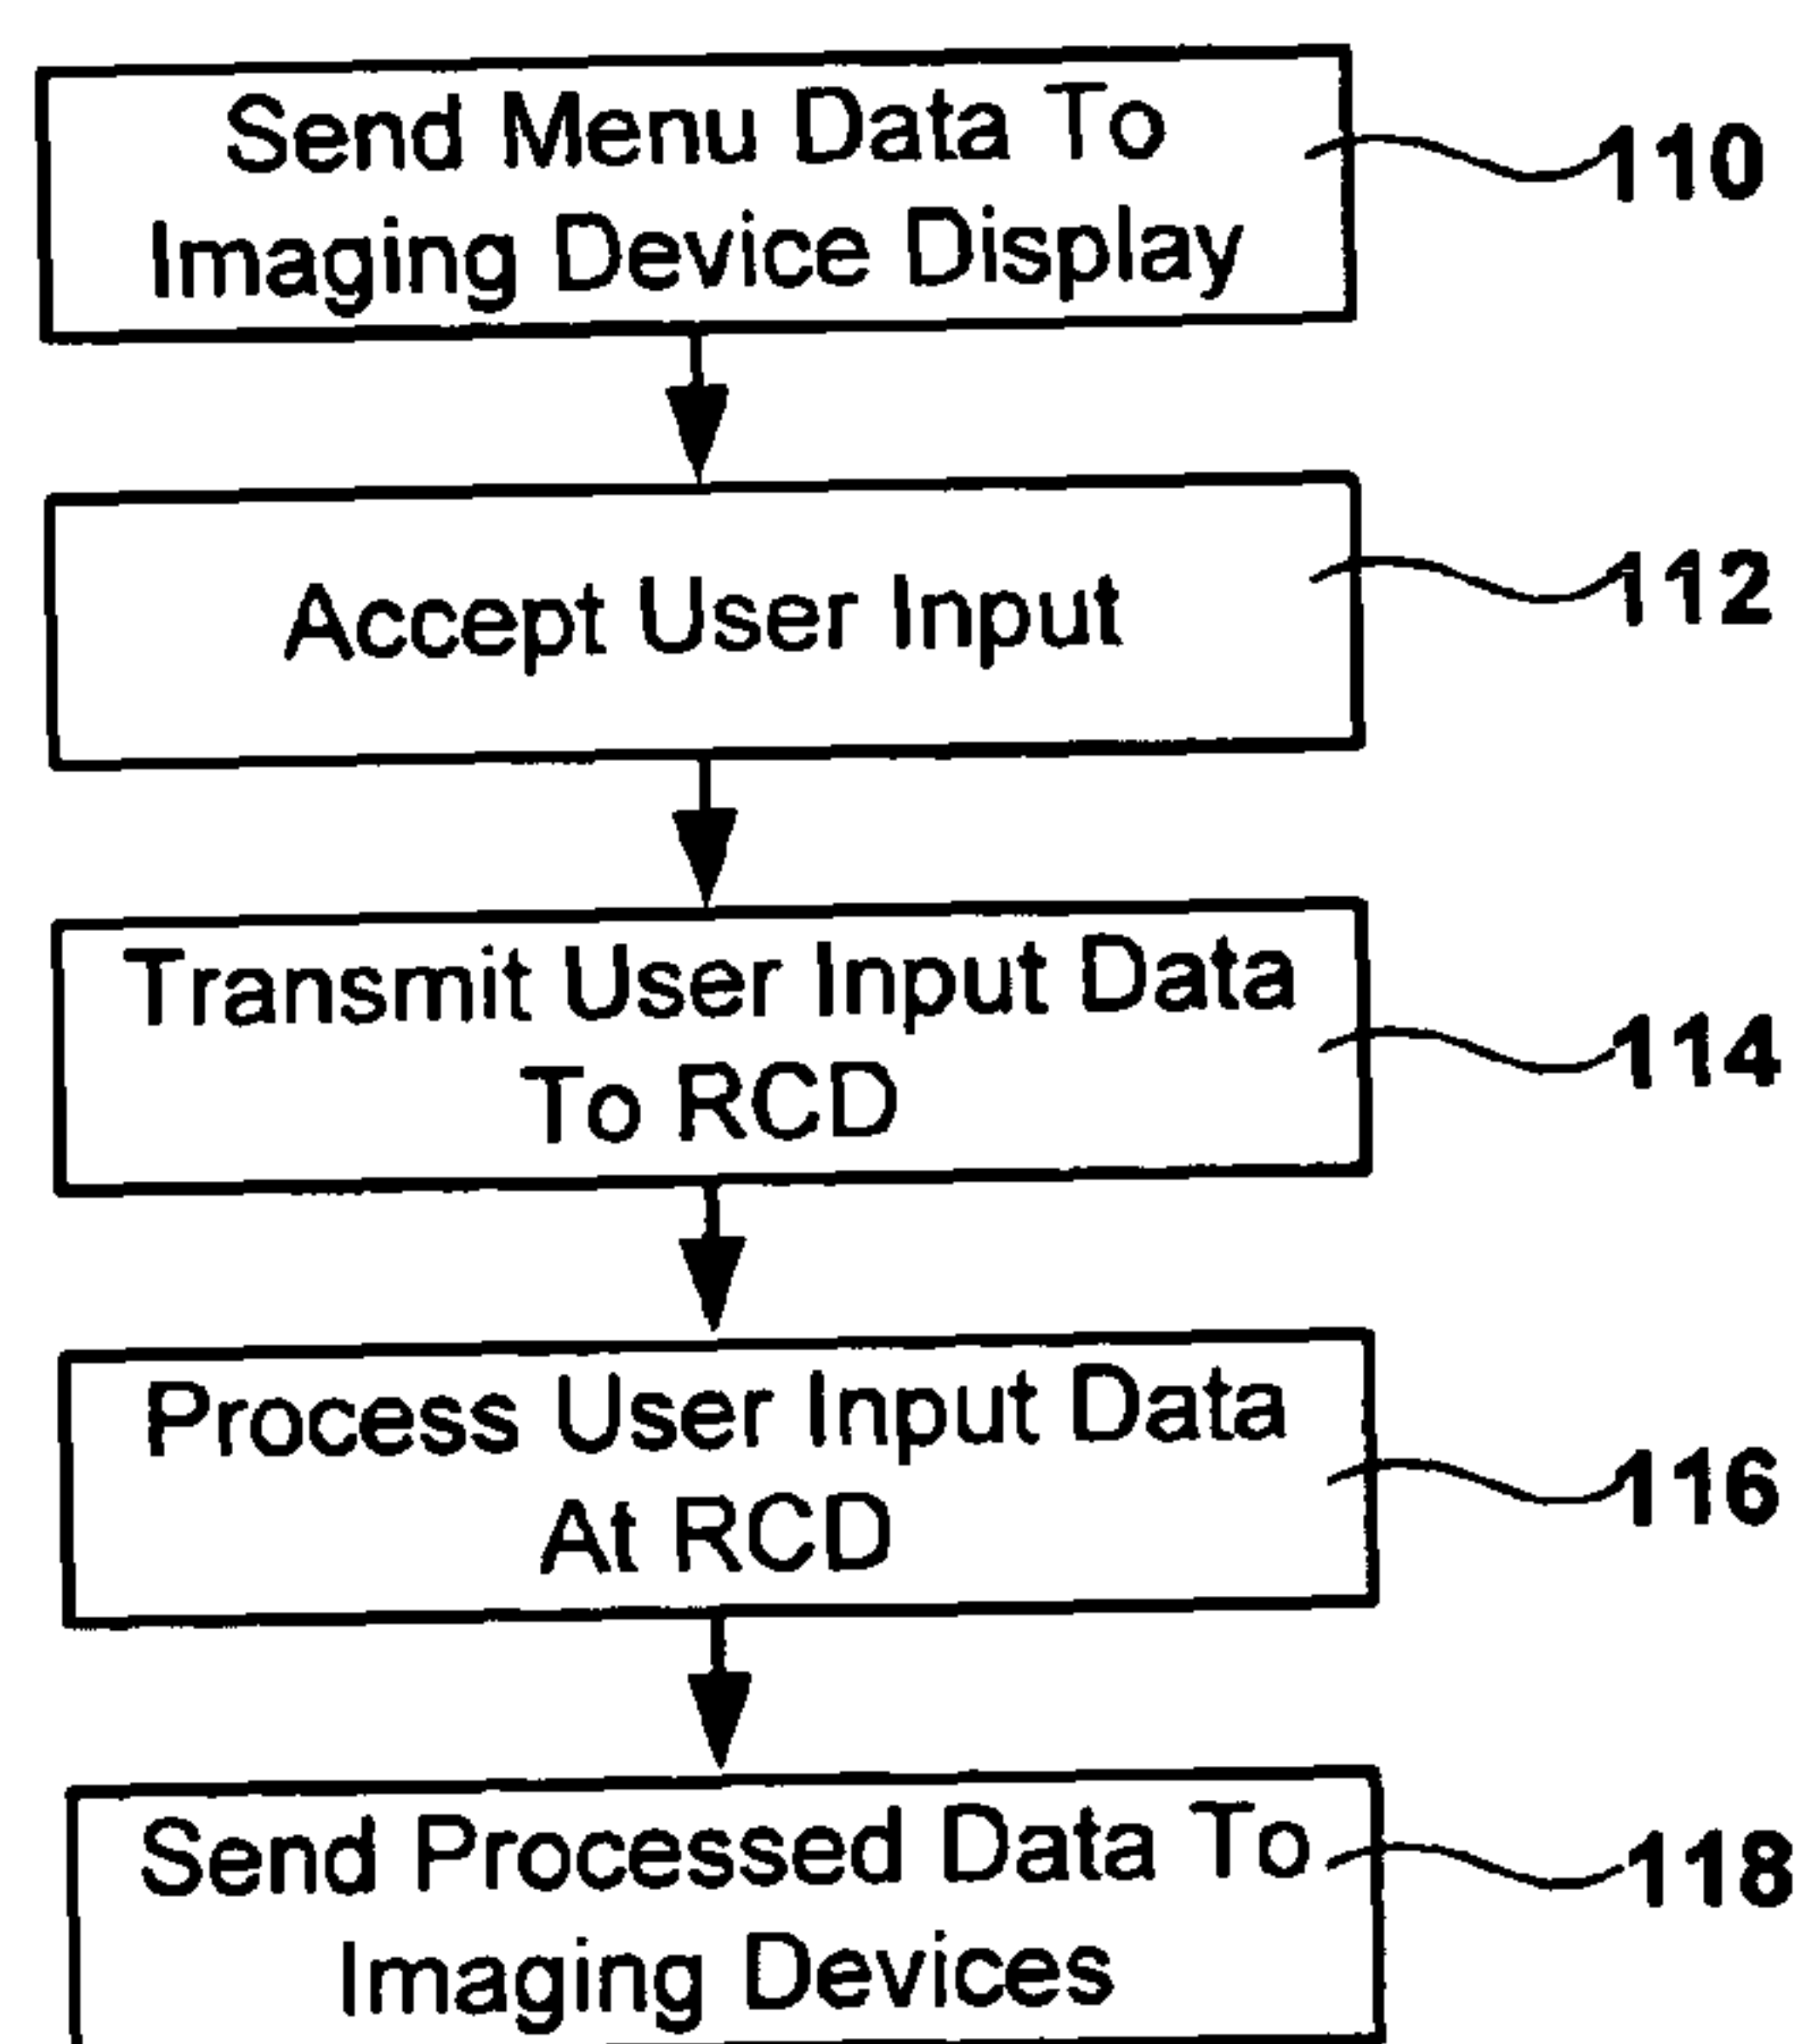 Send Menu Data To
Imaging Device Display
110
Accept User Input
112
Transmit User Input Data
To RCD
114
Process User Input Data
At RCD
116
Send Processed Data To
Imaging Devices
118